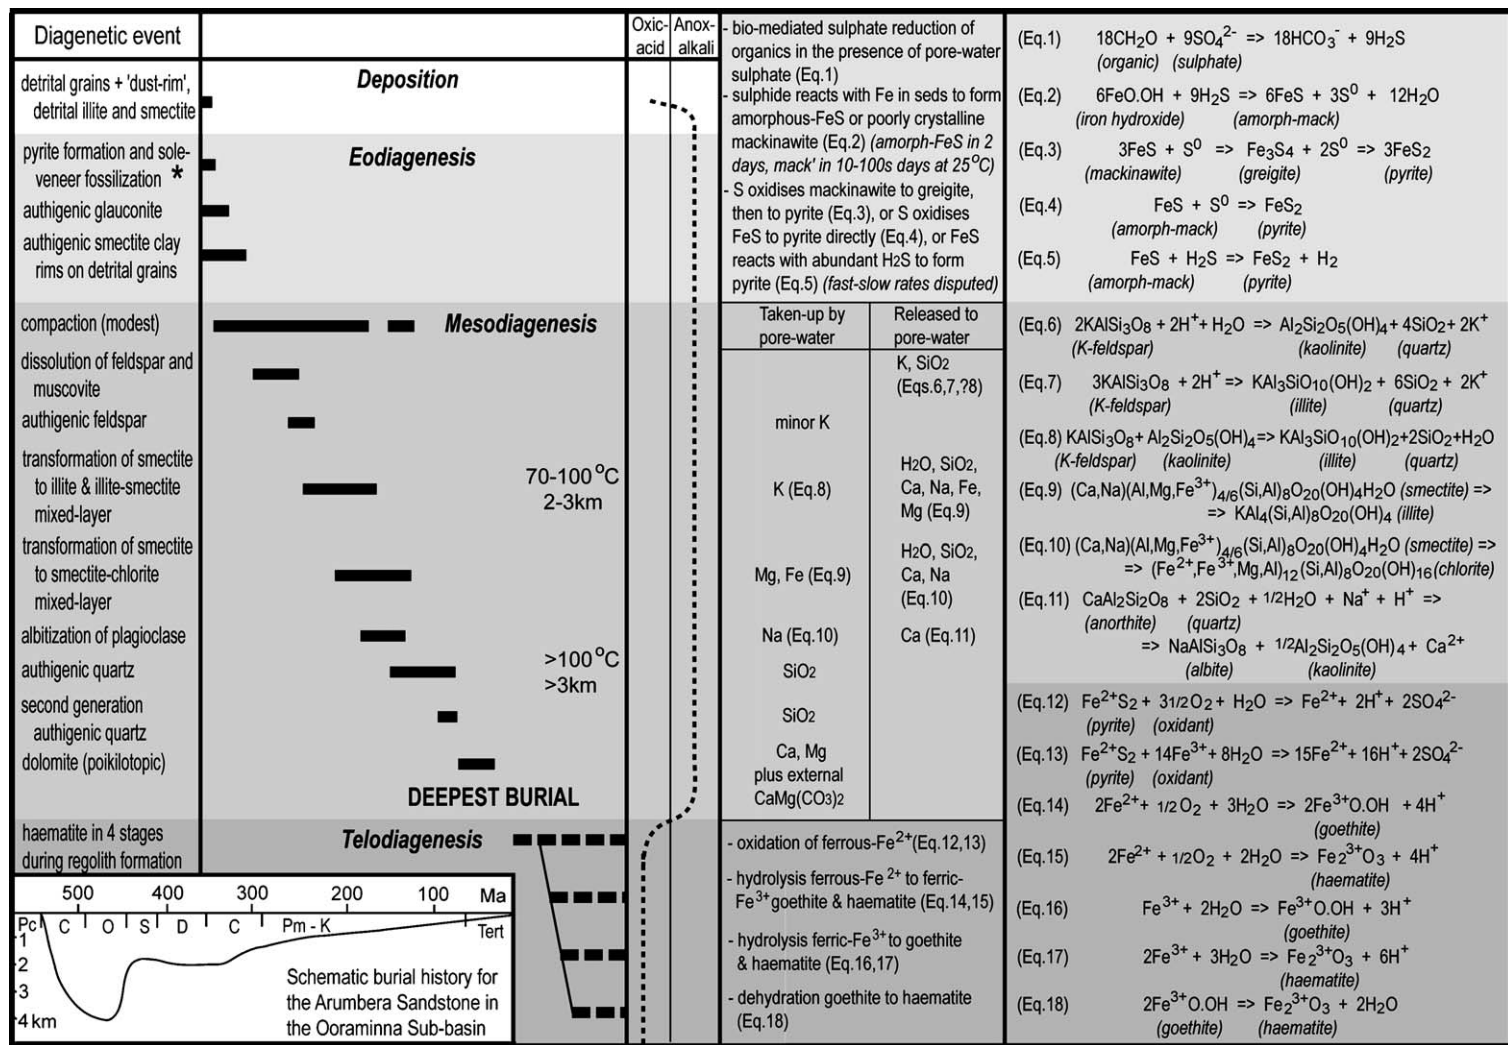 Diagenetic event
Oxic-acid
Anox-alkali
detrital grains + 'dust-rim',
detrital illite and smectite
Deposition
pyrite formation and sole-
veneer fossilization *
Eodiagenesis
authigenic glauconite
authigenic smectite clay
rims on detrital grains
compaction (modest)
Mesodiagenesis
dissolution of feldspar and
muscovite
authigenic feldspar
transformation of smectite
to illite & illite-smectite
mixed-layer
70-100 °C
2-3km
transformation of smectite
to smectite-chlorite
mixed-layer
albitization of plagioclase
authigenic quartz
>100 °C
>3km
second generation
authigenic quartz
dolomite (poikilotopic)
DEEPEST BURIAL
haematite in 4 stages
during regolith formation
Telodiagenesis
500 400 300 200 100 Ma
Pc C O S D C Pm - K Tert
1
2
3
4 km
Schematic burial history for
the Arumbera Sandstone in
the Ooraminna Sub-basin
- bio-mediated sulphate reduction of
organics in the presence of pore-water
sulphate (Eq.1)
- sulphide reacts with Fe in seds to form
amorphous-FeS or poorly crystalline
mackinawite (Eq.2) (amorph-FeS in 2
days, mack' in 10-100s days at 25°C)
- S oxidises mackinawite to greigite,
then to pyrite (Eq.3), or S oxidises
FeS to pyrite directly (Eq.4), or FeS
reacts with abundant H2S to form
pyrite (Eq.5) (fast-slow rates disputed)
Taken-up by
pore-water
Released to
pore-water
K, SiO2
(Eqs.6,7,?8)
minor K
K (Eq.8)
H2O, SiO2,
Ca, Na, Fe,
Mg (Eq.9)
Mg, Fe (Eq.9)
H2O, SiO2,
Ca, Na
(Eq.10)
Na (Eq.10)
Ca (Eq.11)
SiO2
SiO2
Ca, Mg
plus external
CaMg(CO3)2
- oxidation of ferrous-Fe²⁺(Eq.12,13)
- hydrolysis ferrous-Fe ²⁺ to ferric-
Fe³⁺goethite & haematite (Eq.14,15)
- hydrolysis ferric-Fe³⁺to goethite
& haematite (Eq.16,17)
- dehydration goethite to haematite
(Eq.18)
(Eq.1) 18CH₂O + 9SO₄²⁻ => 18HCO₃⁻ + 9H₂S
(organic) (sulphate)
(Eq.2) 6FeO.OH + 9H₂S => 6FeS + 3S⁰ + 12H₂O
(iron hydroxide) (amorph-mack)
(Eq.3) 3FeS + S⁰ => Fe₃S4 + 2S⁰ => 3FeS₂
(mackinawite) (greigite) (pyrite)
(Eq.4) FeS + S⁰ => FeS₂
(amorph-mack) (pyrite)
(Eq.5) FeS + H₂S => FeS₂ + H₂
(amorph-mack) (pyrite)
(Eq.6) 2KAlSi₃O₈ + 2H⁺ + H₂O => Al₂Si₂O₅(OH)₄ + 4SiO₂ + 2K⁺
(K-feldspar) (kaolinite) (quartz)
(Eq.7) 3KAlSi₃O₈ + 2H⁺ => KAl₃SiO₁₀(OH)₂ + 6SiO₂ + 2K⁺
(K-feldspar) (illite) (quartz)
(Eq.8) KAlSi₃O₈ + Al₂Si₂O₅(OH)₄ => KAl₃SiO₁₀(OH)₂+2SiO₂+H₂O
(K-feldspar) (kaolinite) (illite) (quartz)
(Eq.9) (Ca,Na)(Al,Mg,Fe³⁺)₄/₆(Si,Al)₈O₂₀(OH)₄H₂O (smectite) =>
=> KAl₄(Si,Al)₈O₂₀(OH)₄ (illite)
(Eq.10) (Ca,Na)(Al,Mg,Fe³⁺)₄/₆(Si,Al)₈O₂₀(OH)₄H₂O (smectite) =>
=> (Fe²⁺,Fe³⁺,Mg,Al)₁₂(Si,Al)₈O₂₀(OH)₁₆(chlorite)
(Eq.11) CaAl₂Si₂O₈ + 2SiO₂ + 1/2H₂O + Na⁺ + H⁺ =>
(anorthite) (quartz)
=> NaAlSi₃O₈ + 1/2Al₂Si₂O₅(OH)₄ + Ca²⁺
(albite) (kaolinite)
(Eq.12) Fe²⁺S₂ + 31/2O₂ + H₂O => Fe²⁺ + 2H⁺ + 2SO₄²⁻
(pyrite) (oxidant)
(Eq.13) Fe²⁺S₂ + 14Fe³⁺ + 8H₂O => 15Fe²⁺ + 16H⁺ + 2SO₄²⁻
(pyrite) (oxidant)
(Eq.14) 2Fe²⁺ + 1/2O₂ + 3H₂O => 2Fe³⁺O.OH + 4H⁺
(goethite)
(Eq.15) 2Fe²⁺ + 1/2O₂ + 2H₂O => Fe₂³⁺O₃ + 4H⁺
(haematite)
(Eq.16) Fe³⁺ + 2H₂O => Fe³⁺O.OH + 3H⁺
(goethite)
(Eq.17) 2Fe³⁺ + 3H₂O => Fe₂³⁺O₃ + 6H⁺
(haematite)
(Eq.18) 2Fe³⁺O.OH => Fe₂³⁺O₃ + 2H₂O
(goethite) (haematite)